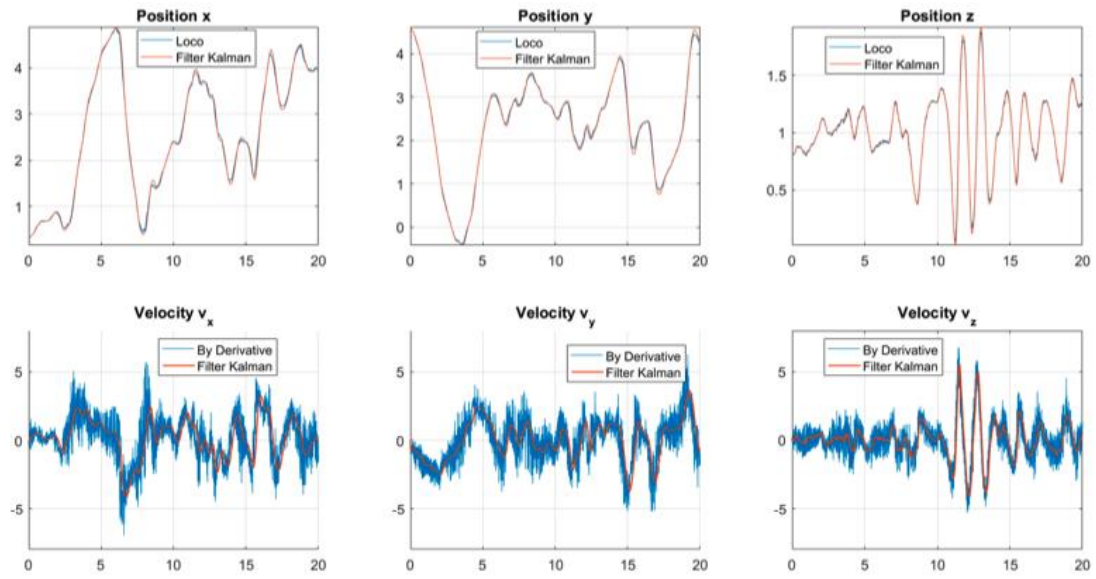 Position x
Loco
Filter Kalman
4
3
2
1
0 5 10 15 20
Position y
Loco
Filter Kalman
4
3
2
1
0
0 5 10 15 20
Position z
Loco
Filter Kalman
1.5
1
0.5
0 5 10 15 20
Velocity v_x
By Derivative
Filter Kalman
5
0
-5
0 5 10 15 20
Velocity v_y
By Derivative
Filter Kalman
5
0
-5
0 5 10 15 20
Velocity v_z
By Derivative
Filter Kalman
5
0
-5
0 5 10 15 20